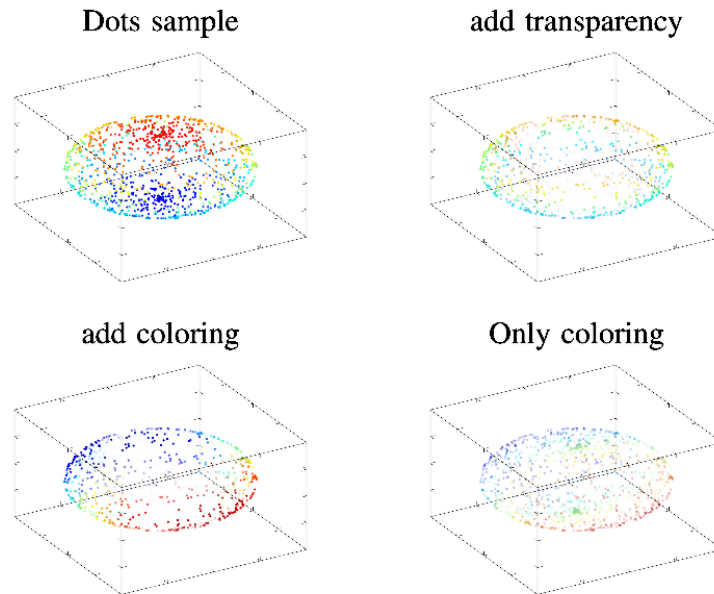 Dots sample
add transparency
add coloring
Only coloring